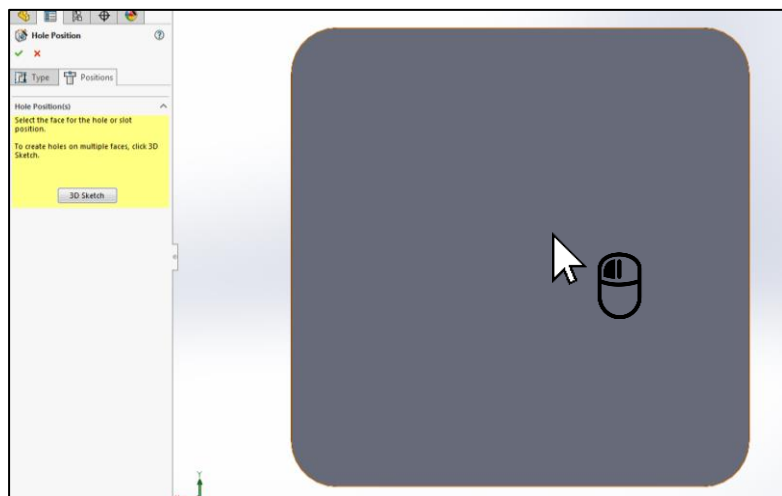 Hole Position
Type
Positions
Hole Position(s)
Select the face for the hole or slot
position.
To create holes on multiple faces, click 3D
Sketch.
3D Sketch
Y